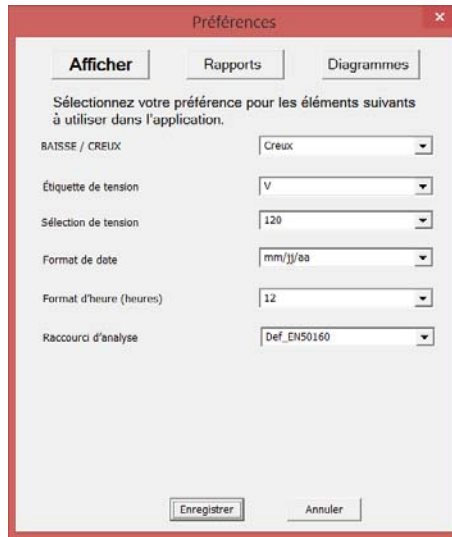 Préférences
×
Afficher Rapports Diagrammes
Sélectionnez votre préférence pour les éléments suivants
à utiliser dans l'application.
BAISSE / CREUX Creux
Étiquette de tension V
Sélection de tension 120
Format de date mm/jj/aa
Format d'heure (heures) 12
Raccourci d'analyse Def_EN50160
Enregistrer Annuler